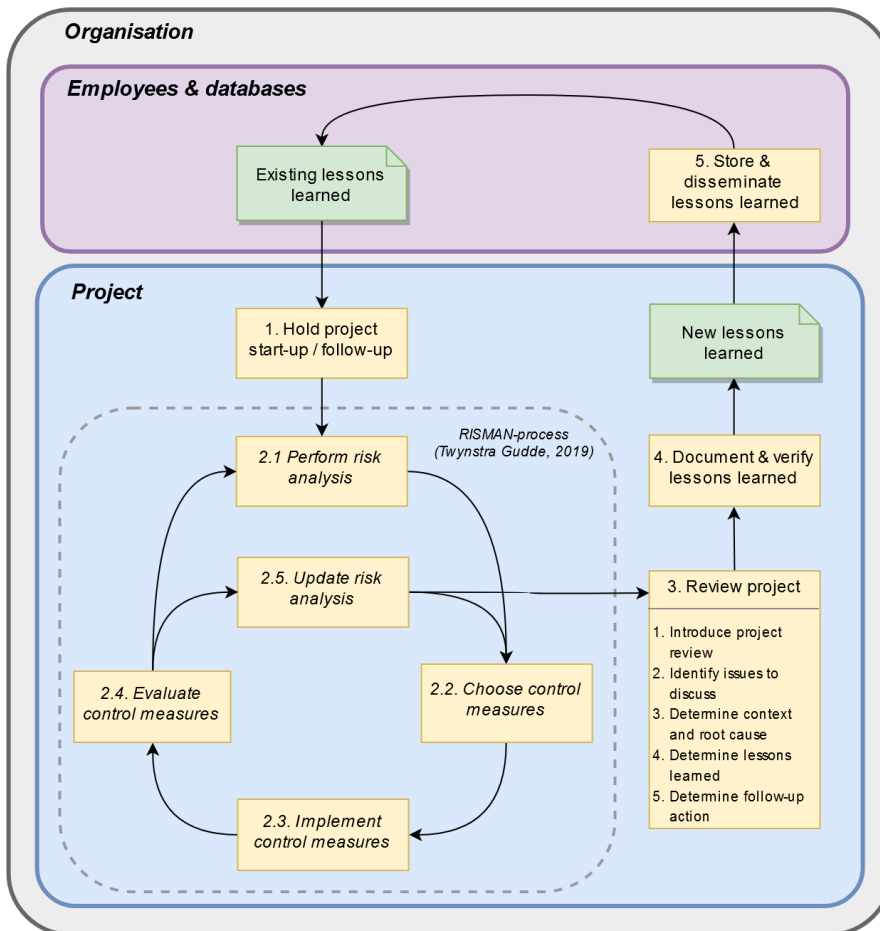 Organisation
Employees & databases
Existing lessons
learned
5. Store &
disseminate
lessons learned
Project
1. Hold project
start-up / follow-up
New lessons
learned
RISMAN-process
(Twynstra Gudde, 2019)
2.1 Perform risk
analysis
4. Document & verify
lessons learned
2.5. Update risk
analysis
3. Review project
1. Introduce project
review
2. Identify issues to
discuss
3. Determine context
and root cause
4. Determine lessons
learned
5. Determine follow-up
action
2.4. Evaluate
control measures
2.2. Choose control
measures
2.3. Implement
control measures